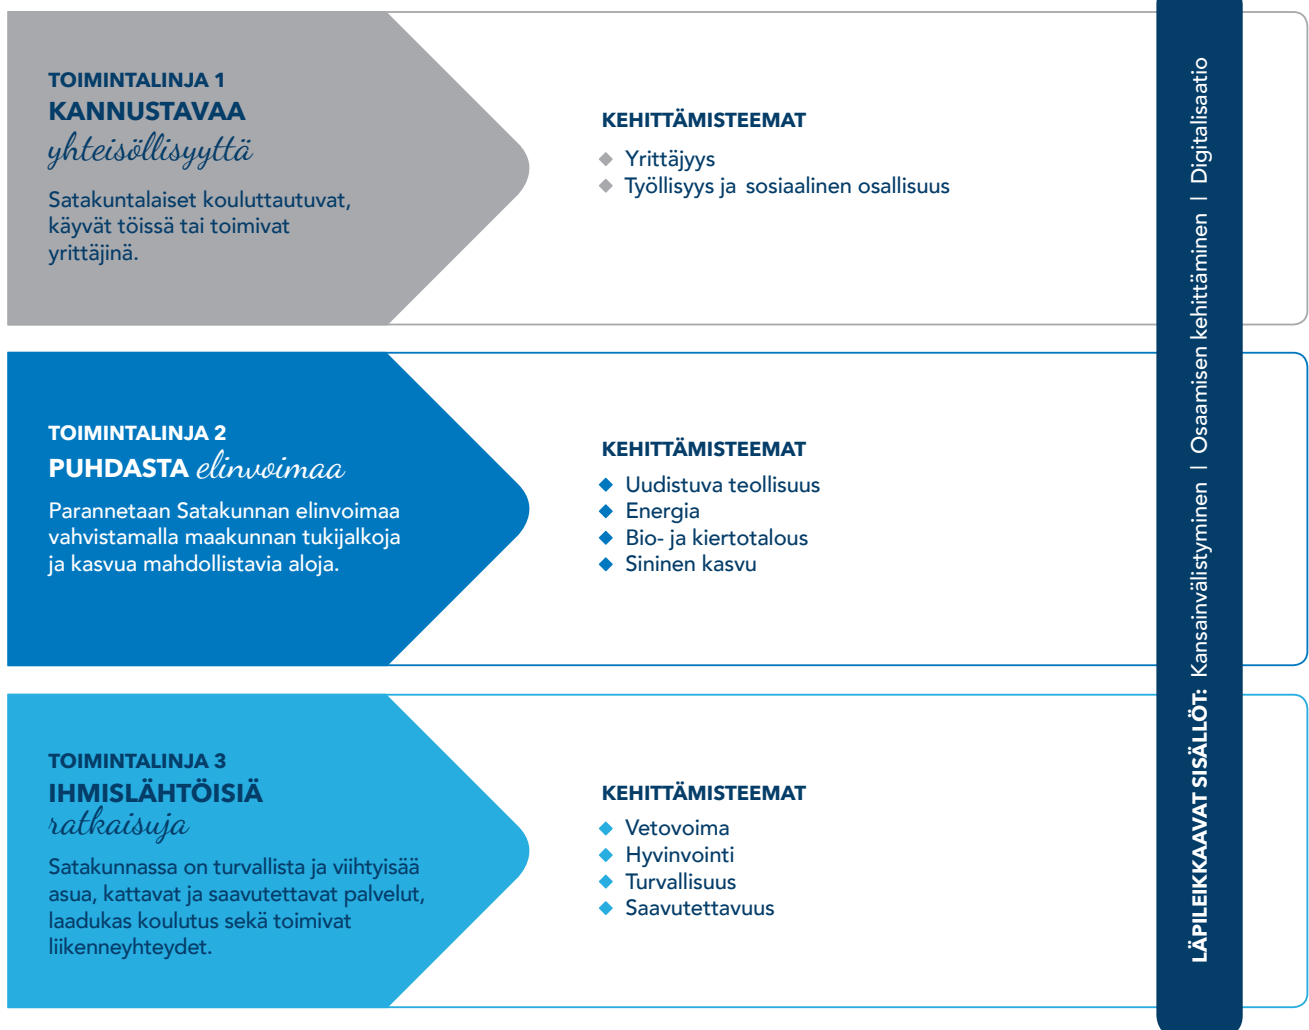 TOIMINTALINJA 1
KANNUSTAVAA
yhteisöllisyyttä
Satakuntalaiset kouluttautuvat,
käyvät töissä tai toimivat
yrittäjinä.
KEHITTÄMISTEEMAT
Yrittäjyys
Työllisyys ja sosiaalinen osallisuus
TOIMINTALINJA 2
PUHDASTA elinvoimaa
Parannetaan Satakunnan elinvoimaa
vahvistamalla maakunnan tukijalkoja
ja kasvua mahdollistavia aloja.
KEHITTÄMISTEEMAT
Uudistuva teollisuus
Energia
Bio- ja kiertotalous
Sininen kasvu
TOIMINTALINJA 3
IHMISLÄHTÖISIÄ
ratkaisuja
Satakunnassa on turvallista ja viihtyisää
asua, kattavat ja saavutettavat palvelut,
laadukas koulutus sekä toimivat
liikenneyhteydet.
KEHITTÄMISTEEMAT
Vetovoima
Hyvinvointi
Turvallisuus
Saavutettavuus
LÄPILEIKKAAVAT SISÄLLÖT: Kansainvälistyminen | Osaamisen kehittäminen | Digitalisaatio